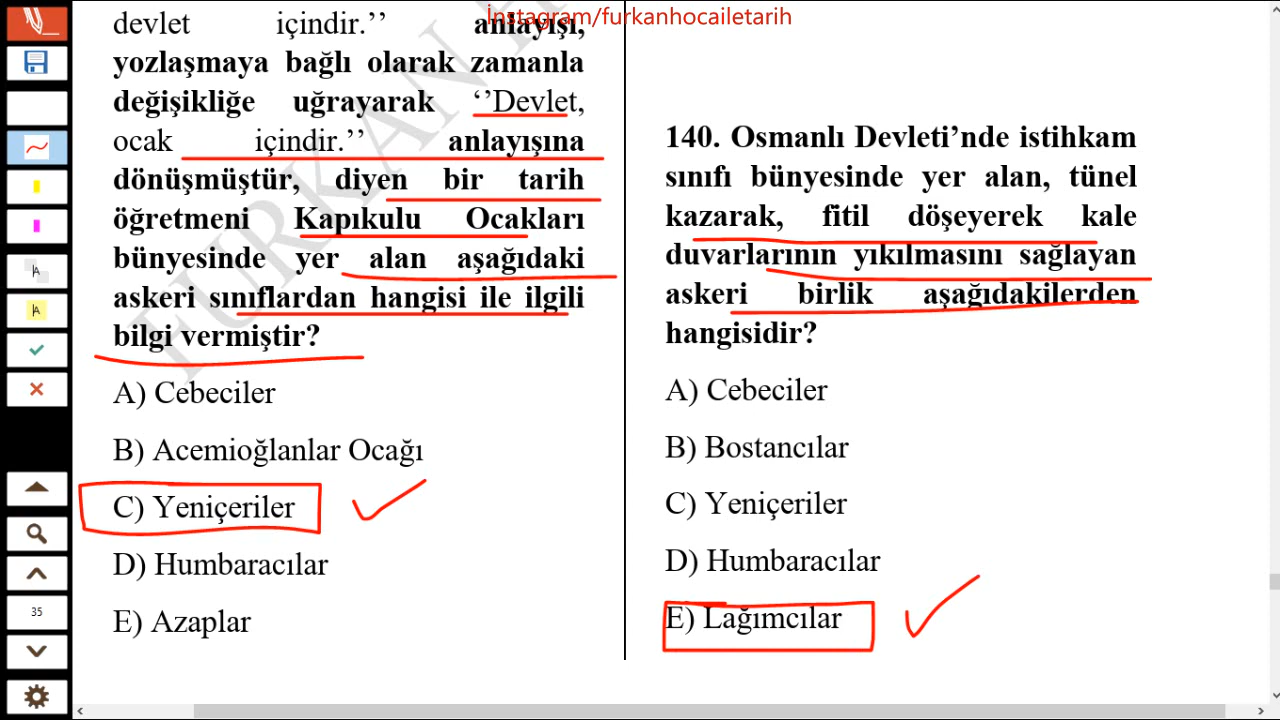 İnstagram/furkanhocailetarih
devlet içindir.’’ anlayışı,
yozlaşmaya bağlı olarak zamanla
değişikliğe uğrayarak ‘’Devlet,
ocak içindir.’’ anlayışına
dönüşmüştür, diyen bir tarih
öğretmeni Kapıkulu Ocakları
bünyesinde yer alan aşağıdaki
askeri sınıflardan hangisi ile ilgili
bilgi vermiştir?
A) Cebeciler
B) Acemioğlanlar Ocağı
C) Yeniçeriler
D) Humbaracılar
E) Azaplar
140. Osmanlı Devleti’nde istihkam
sınıfı bünyesinde yer alan, tünel
kazarak, fitil döşeyerek kale
duvarlarının yıkılmasını sağlayan
askeri birlik aşağıdakilerden
hangisidir?
A) Cebeciler
B) Bostancılar
C) Yeniçeriler
D) Humbaracılar
E) Lağımcılar
FURKAN H
A
A
35